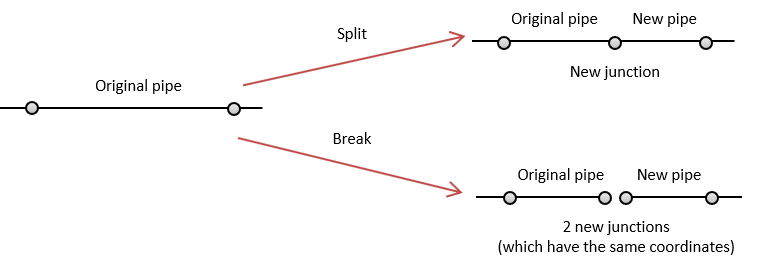 Original pipe
Split
Original pipe New pipe
New junction
Break
Original pipe New pipe
2 new junctions
(which have the same coordinates)